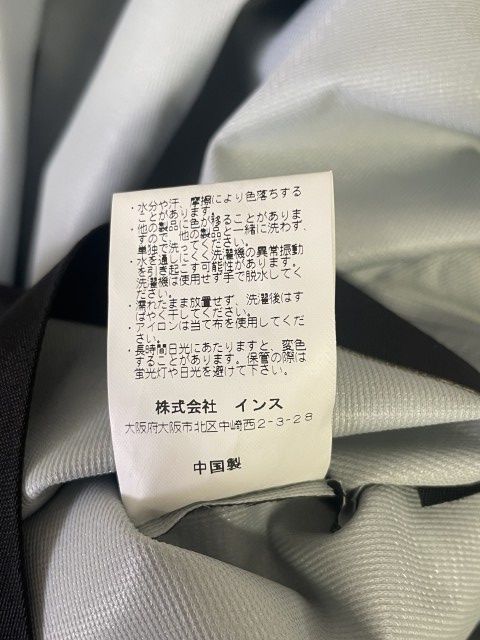 ・水分や汗、摩擦により色落ちする
ことがあります。
・他の製品に色が移ることがありま
すので、他の製品と一緒に洗わず、
単独で洗ってください。
・水を通しにくく洗濯機の異常振動
を引き起こす可能性があります。
洗濯機は使用せず手で脱水してく
ださい。
・濡れたまま放置せず、洗濯後はす
ばやく干してください。
・アイロンは当て布を使用してくだ
さい。
・長時間日光にあたりますと、変色
することがあります。保管の際は
蛍光灯や日光を避けて下さい。
株式会社 インス
大阪府大阪市北区中崎西2-3-28
中国製